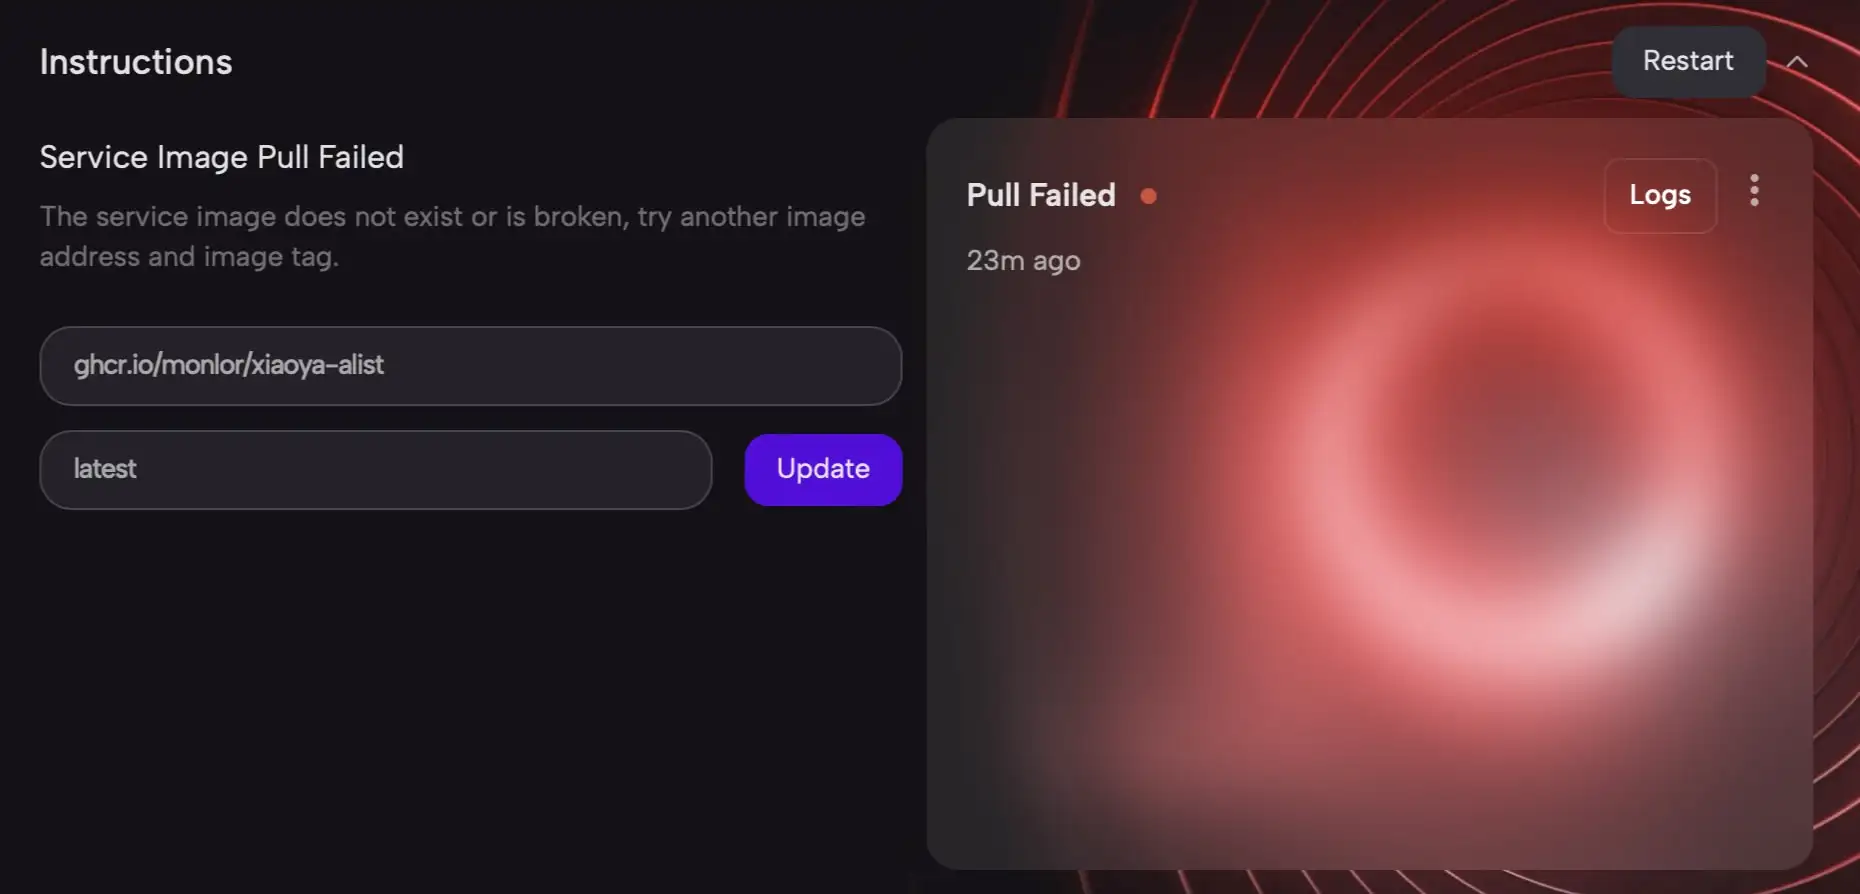 Instructions
Restart
Service Image Pull Failed
The service image does not exist or is broken, try another image
address and image tag.
ghcr.io/monlor/xiaoya-alist
latest
Update
Pull Failed
Logs
23m ago